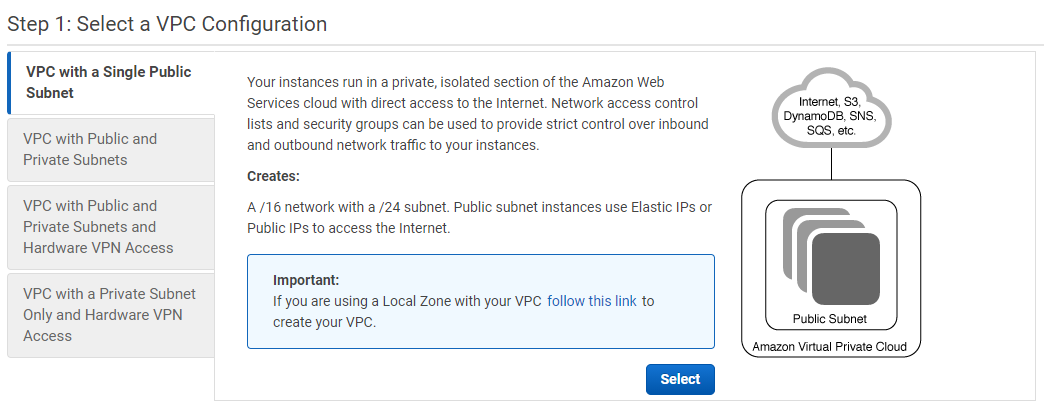 Step 1: Select a VPC Configuration
VPC with a Single Public
Subnet
VPC with Public and
Private Subnets
VPC with Public and
Private Subnets and
Hardware VPN Access
VPC with a Private Subnet
Only and Hardware VPN
Access
Your instances run in a private, isolated section of the Amazon Web
Services cloud with direct access to the Internet. Network access control
lists and security groups can be used to provide strict control over inbound
and outbound network traffic to your instances.
Creates:
A /16 network with a /24 subnet. Public subnet instances use Elastic IPs or
Public IPs to access the Internet.
Important:
If you are using a Local Zone with your VPC follow this link to
create your VPC.
Select
Internet, S3,
DynamoDB, SNS,
SQS, etc.
Public Subnet
Amazon Virtual Private Cloud